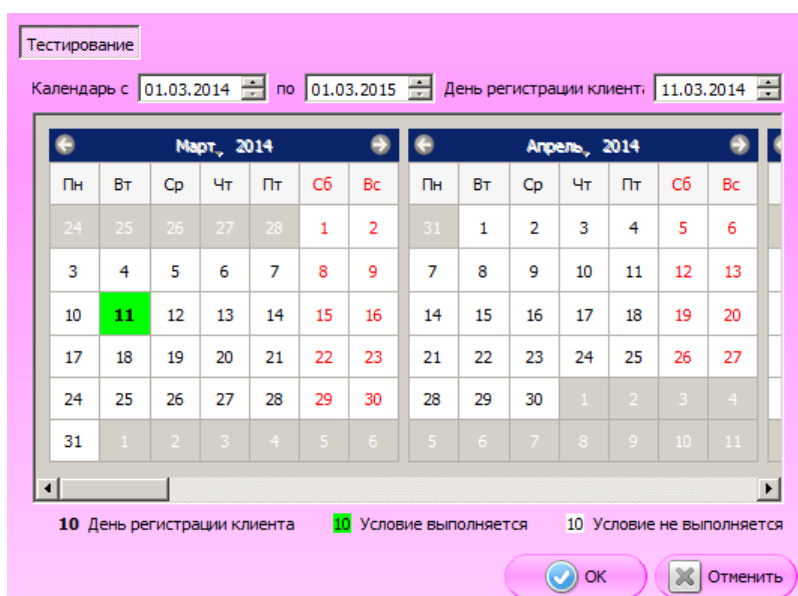 Тестирование
Календарь с 01.03.2014 по 01.03.2015 День регистрации клиента 11.03.2014
Март, 2014 Апрель, 2014
Пн Вт Ср Чт Пт Сб Вс Пн Вт Ср Чт Пт Сб Вс
24 25 26 27 28 1 2 31 1 2 3 4 5 6
3 4 5 6 7 8 9 7 8 9 10 11 12 13
10 11 12 13 14 15 16 14 15 16 17 18 19 20
17 18 19 20 21 22 23 21 22 23 24 25 26 27
24 25 26 27 28 29 30 28 29 30 1 2 3 4
31 1 2 3 4 5 6 5 6 7 8 9 10 11
10 День регистрации клиента 10 Условие выполняется 10 Условие не выполняется
OK Отменить